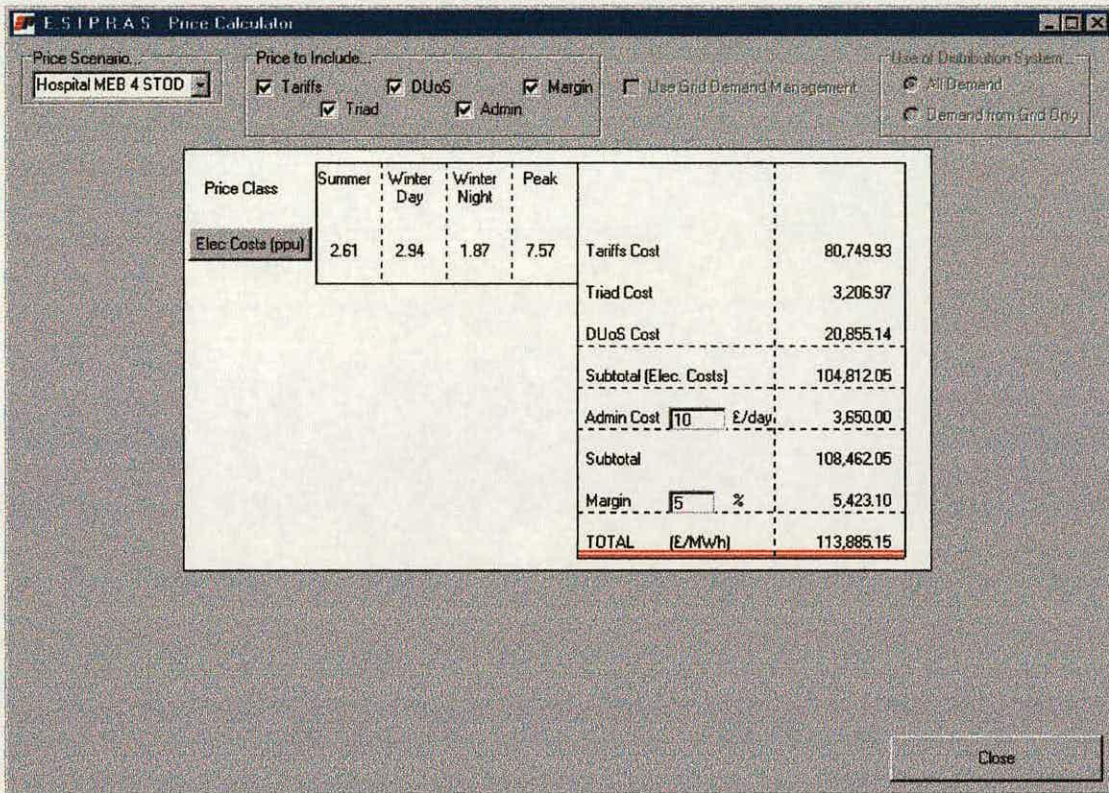 E.S.I.P.R.A.S. Price Calculator
Price Scenario...
Hospital MEB 4 STOD
Price to Include...
Tariffs DUoS Margin
Triad Admin
Use Grid Demand Management
Use of Distribution System...
All Demand
Demand from Grid Only
Price Class
Summer Winter Day Winter Night Peak
Elec Costs (ppu) 2.61 2.94 1.87 7.57
Tariffs Cost 80,749.93
Triad Cost 3,206.97
DUoS Cost 20,855.14
Subtotal (Elec. Costs) 104,812.05
Admin Cost 10 £/day 3,650.00
Subtotal 108,462.05
Margin 5 % 5,423.10
TOTAL (£/MWh) 113,885.15
Close